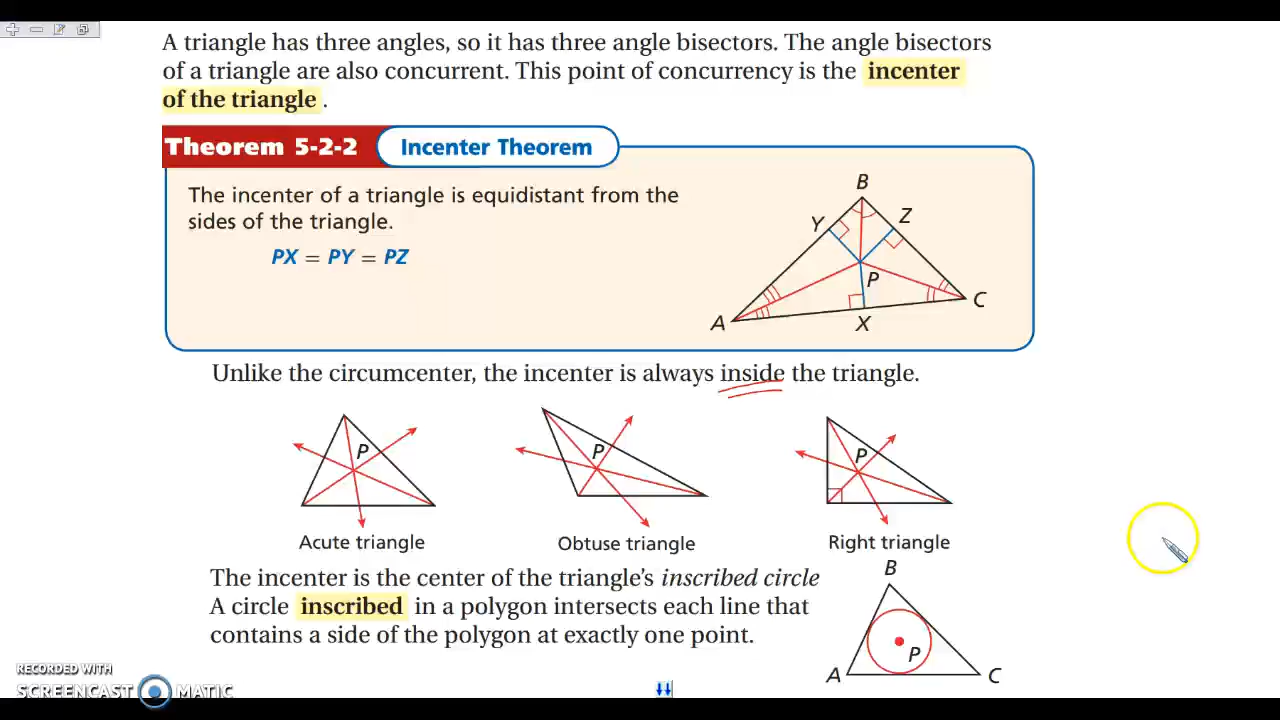 A triangle has three angles, so it has three angle bisectors. The angle bisectors
of a triangle are also concurrent. This point of concurrency is the incenter
of the triangle .
Theorem 5-2-2 Incenter Theorem
The incenter of a triangle is equidistant from the
sides of the triangle.
PX = PY = PZ
B
Y
Z
P
C
A
X
Unlike the circumcenter, the incenter is always inside the triangle.
P
P
P
Acute triangle
Obtuse triangle
Right triangle
The incenter is the center of the triangle's inscribed circle
A circle inscribed in a polygon intersects each line that
contains a side of the polygon at exactly one point.
B
P
A
C
RECORDED WITH
SCREENCAST MATIC